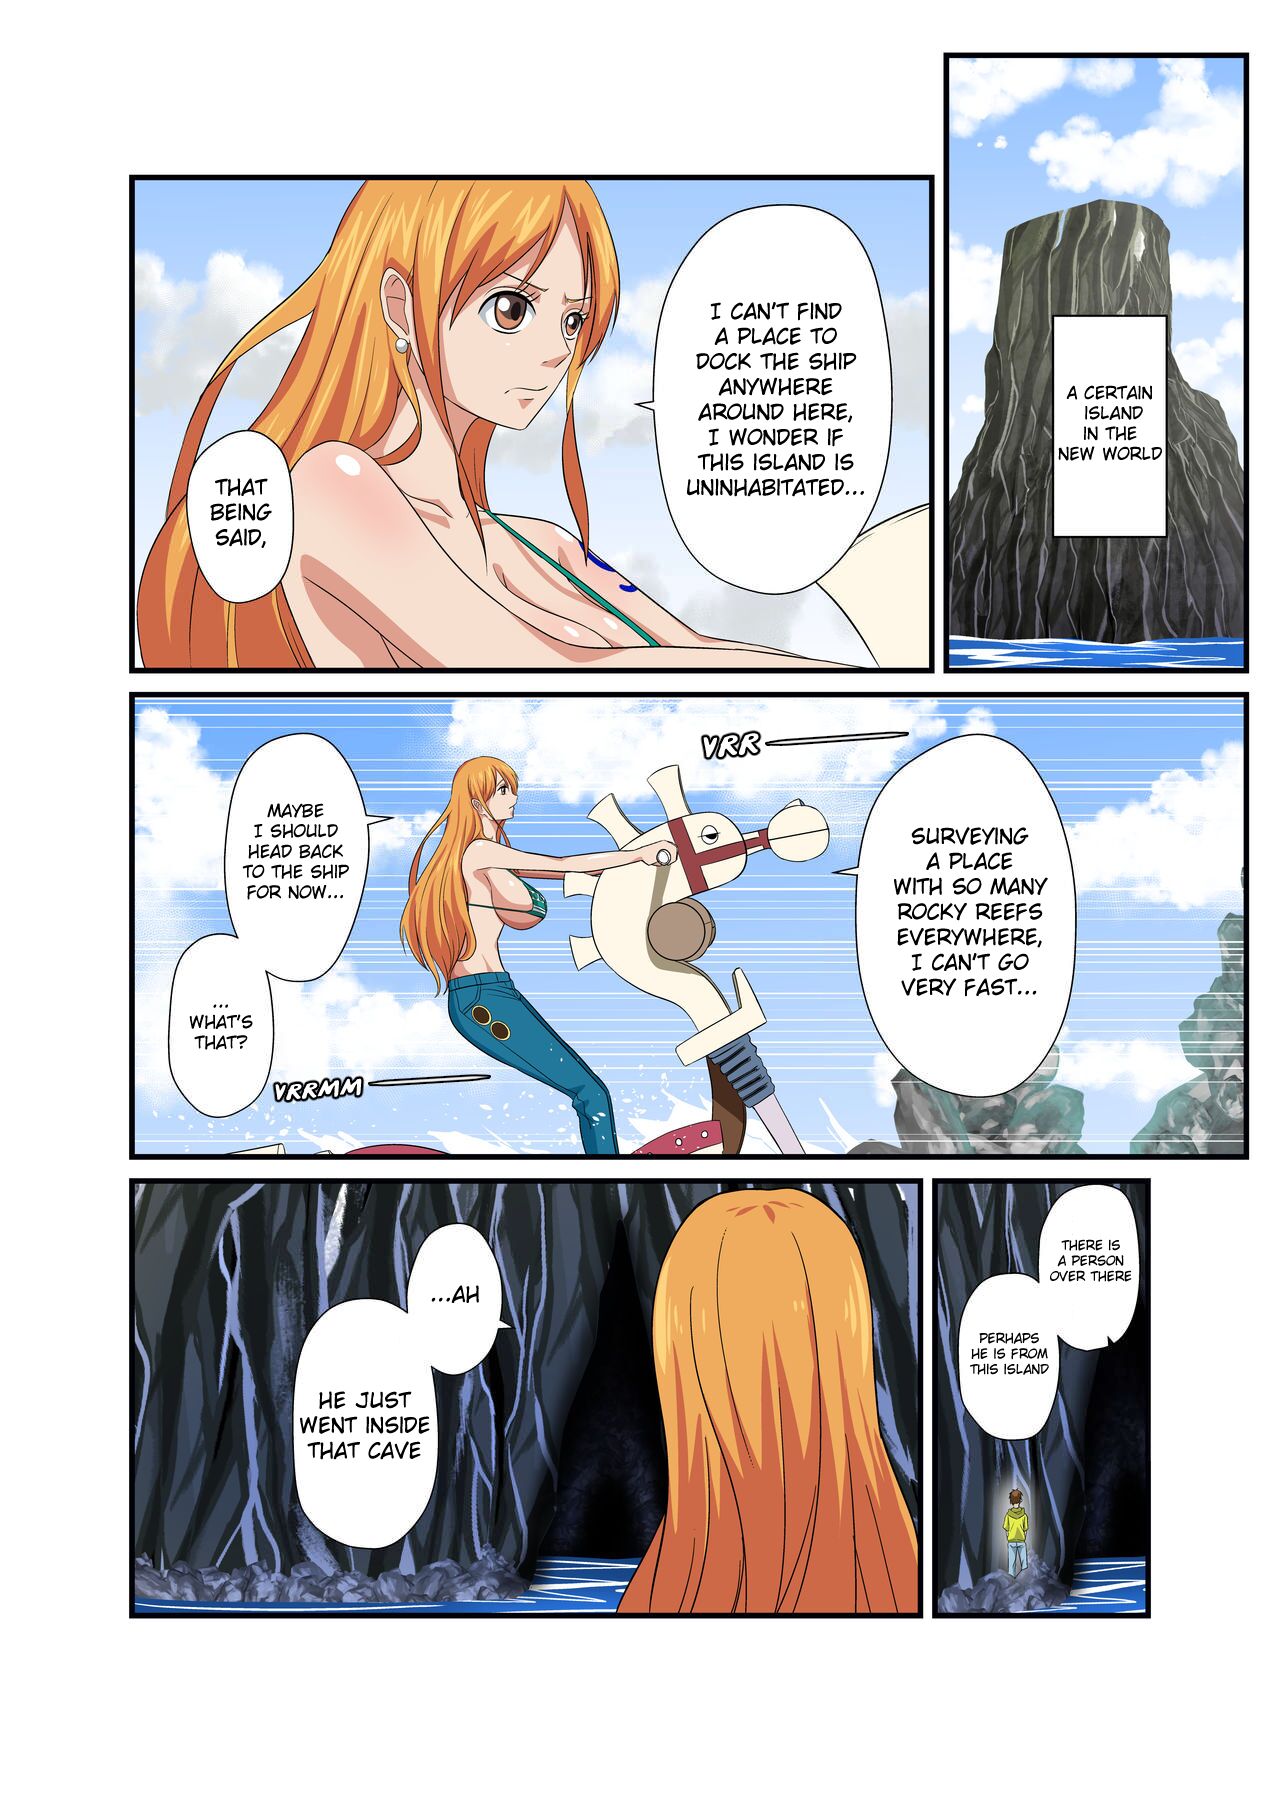 A CERTAIN
ISLAND
IN THE
NEW WORLD
I CAN'T FIND
A PLACE TO
DOCK THE SHIP
ANYWHERE
AROUND HERE,
I WONDER IF
THIS ISLAND IS
UNINHABITATED...
THAT
BEING
SAID,
VRR
SURVEYING
A PLACE
WITH SO MANY
ROCKY REEFS
EVERYWHERE,
I CAN'T GO
VERY FAST...
MAYBE
I SHOULD
HEAD BACK
TO THE SHIP
FOR NOW...
...
WHAT'S
THAT?
VRRMM
THERE IS
A PERSON
OVER THERE
PERHAPS
HE IS FROM
THIS ISLAND
...AH
HE JUST
WENT INSIDE
THAT CAVE